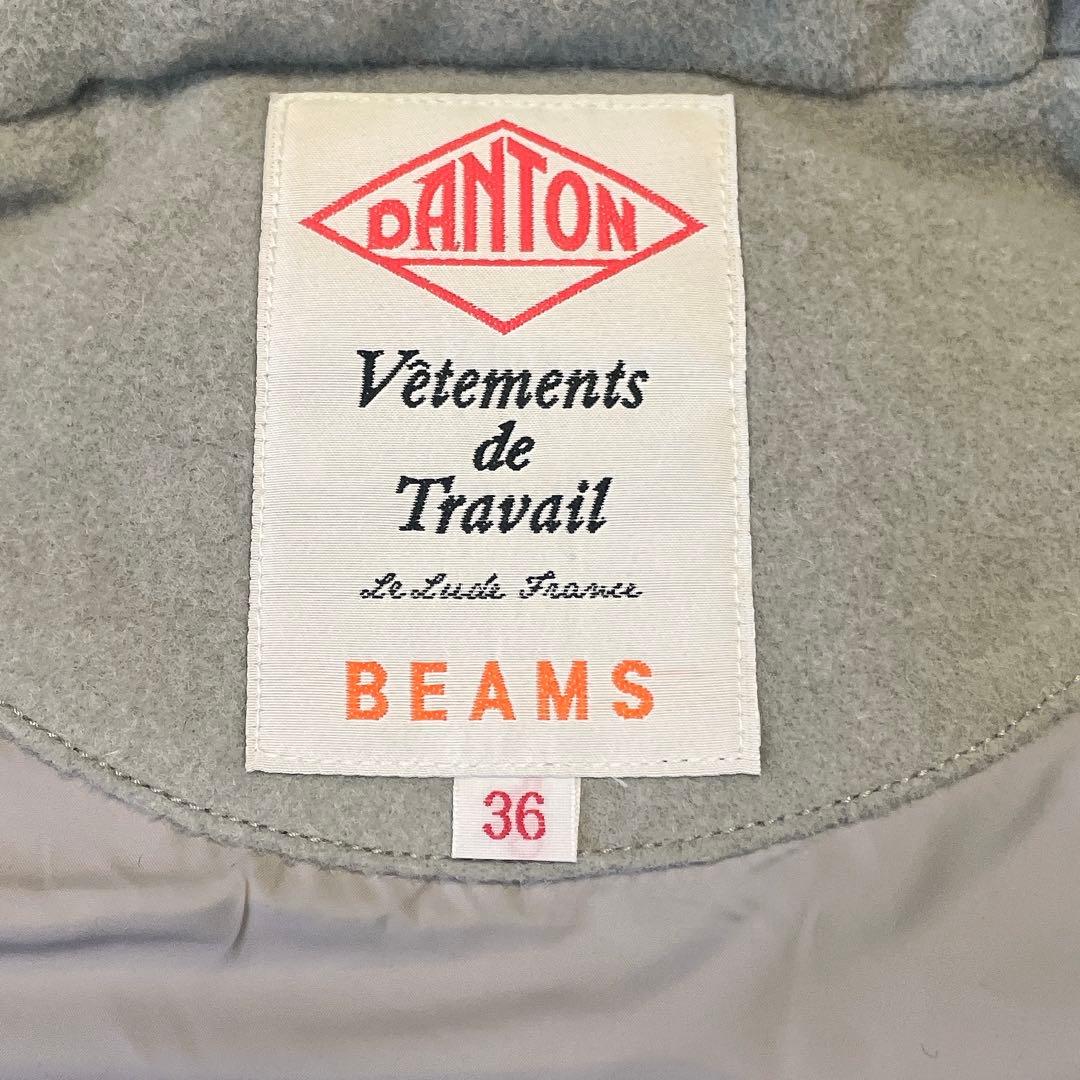 DANTON
Vêtements
de
Travail
Le Lude France
BEAMS
36